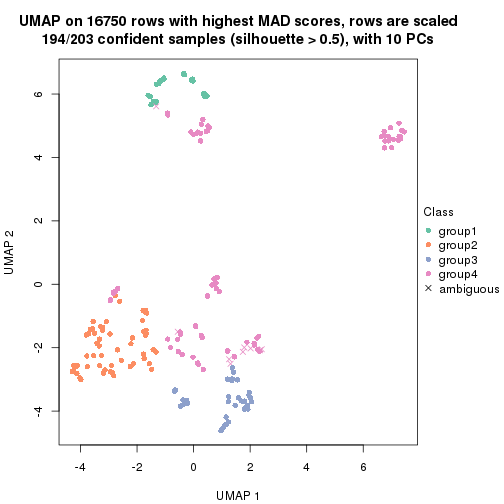 UMAP on 16750 rows with highest MAD scores, rows are scaled
194/203 confident samples (silhouette > 0.5), with 10 PCs
6
4
2
0
-2
-4
UMAP 2
-4
-2
0
2
4
6
UMAP 1
Class
group1
group2
group3
group4
ambiguous